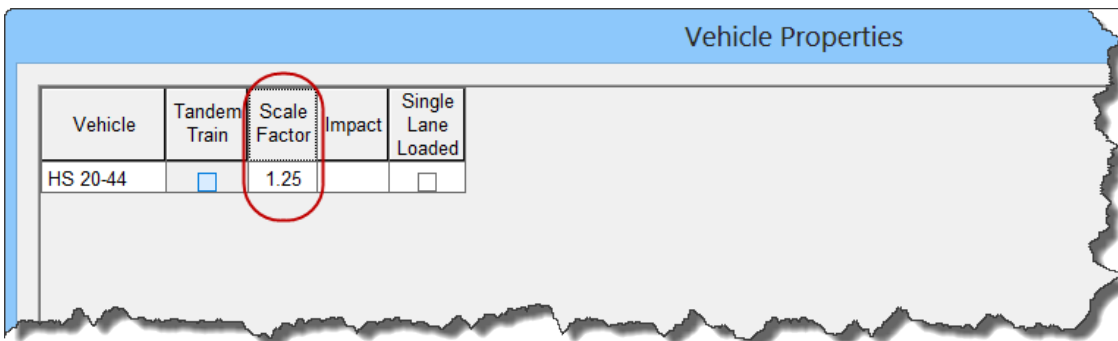 Vehicle Properties
Vehicle
Tandem
Train
Scale
Factor
Impact
Single
Lane
Loaded
HS 20-44
1.25